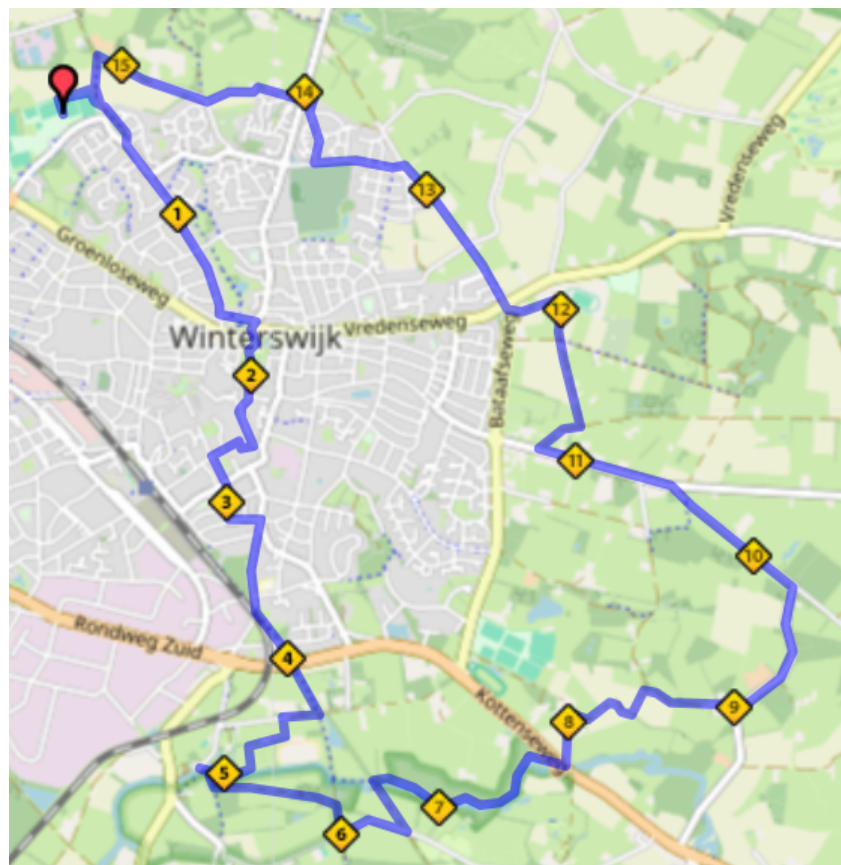 15
14
13
1
Vredenseweg
Groenloseweg
12
Winterswijk
Vredenseweg
Bataafseweg
2
11
3
10
Rondweg Zuid
4
Kottenseweg
9
8
5
7
6